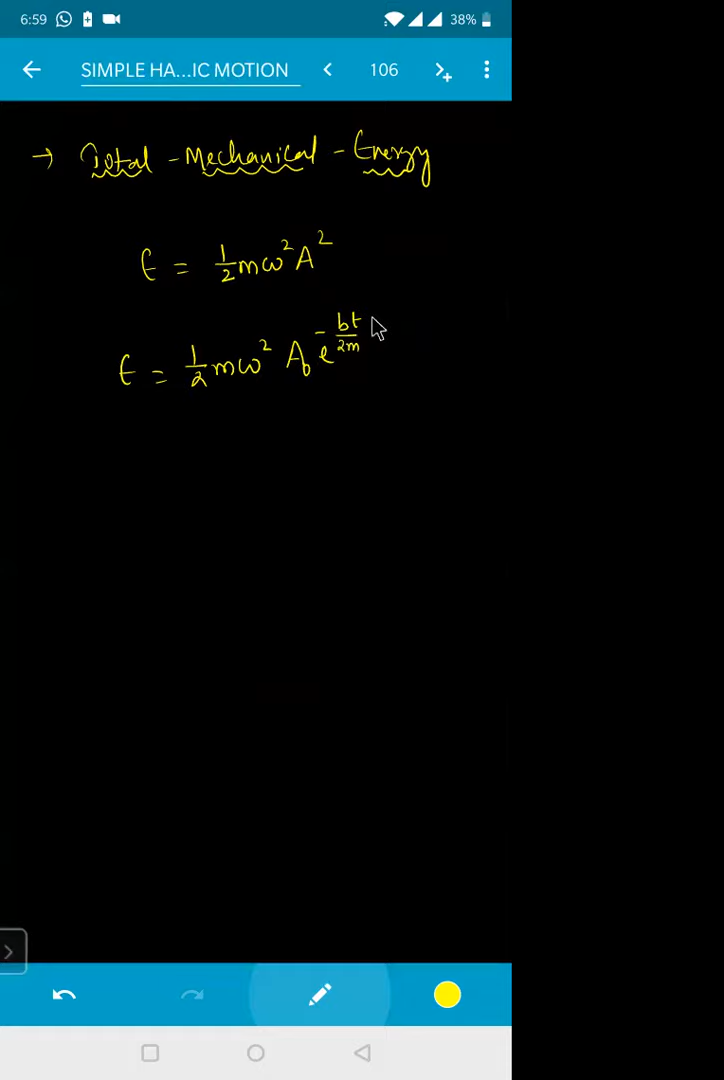 6:59 38%
SIMPLE HA...IC MOTION 106
→ Total - Mechanical - Energy
E = 1/2 mω² A²
E = 1/2 mω² A₀ e^(-bt/2m)